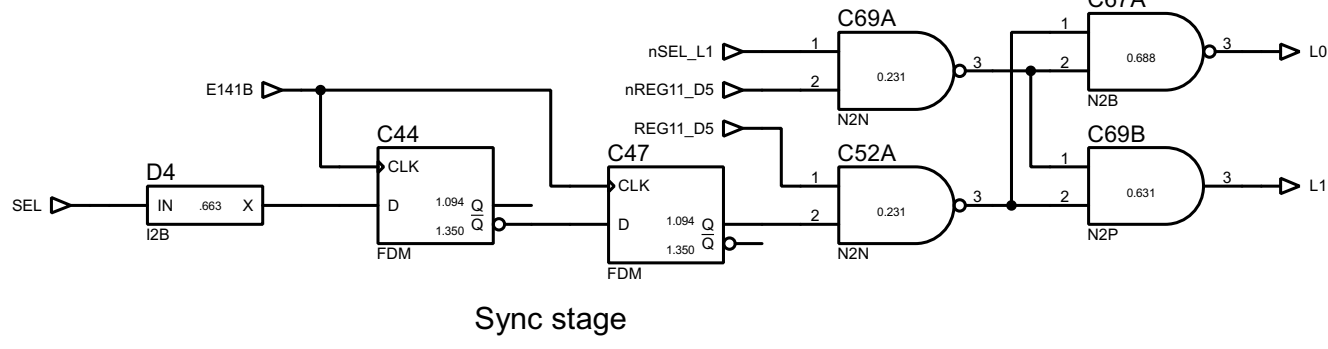 C67A
C69A
1
nSEL_L1
1
3
L0
0.688
3
2
0.231
nREG11_D5
2
E141B
N2B
N2N
REG11_D5
C69B
C44
C47
C52A
CLK
1
D4
CLK
1
3
L1
0.631
SEL
IN .663 X
D
1.094 Q
3
2
0.231
1.350 Q
D
1.094 Q
2
I2B
N2P
1.350 Q
FDM
N2N
FDM
Sync stage